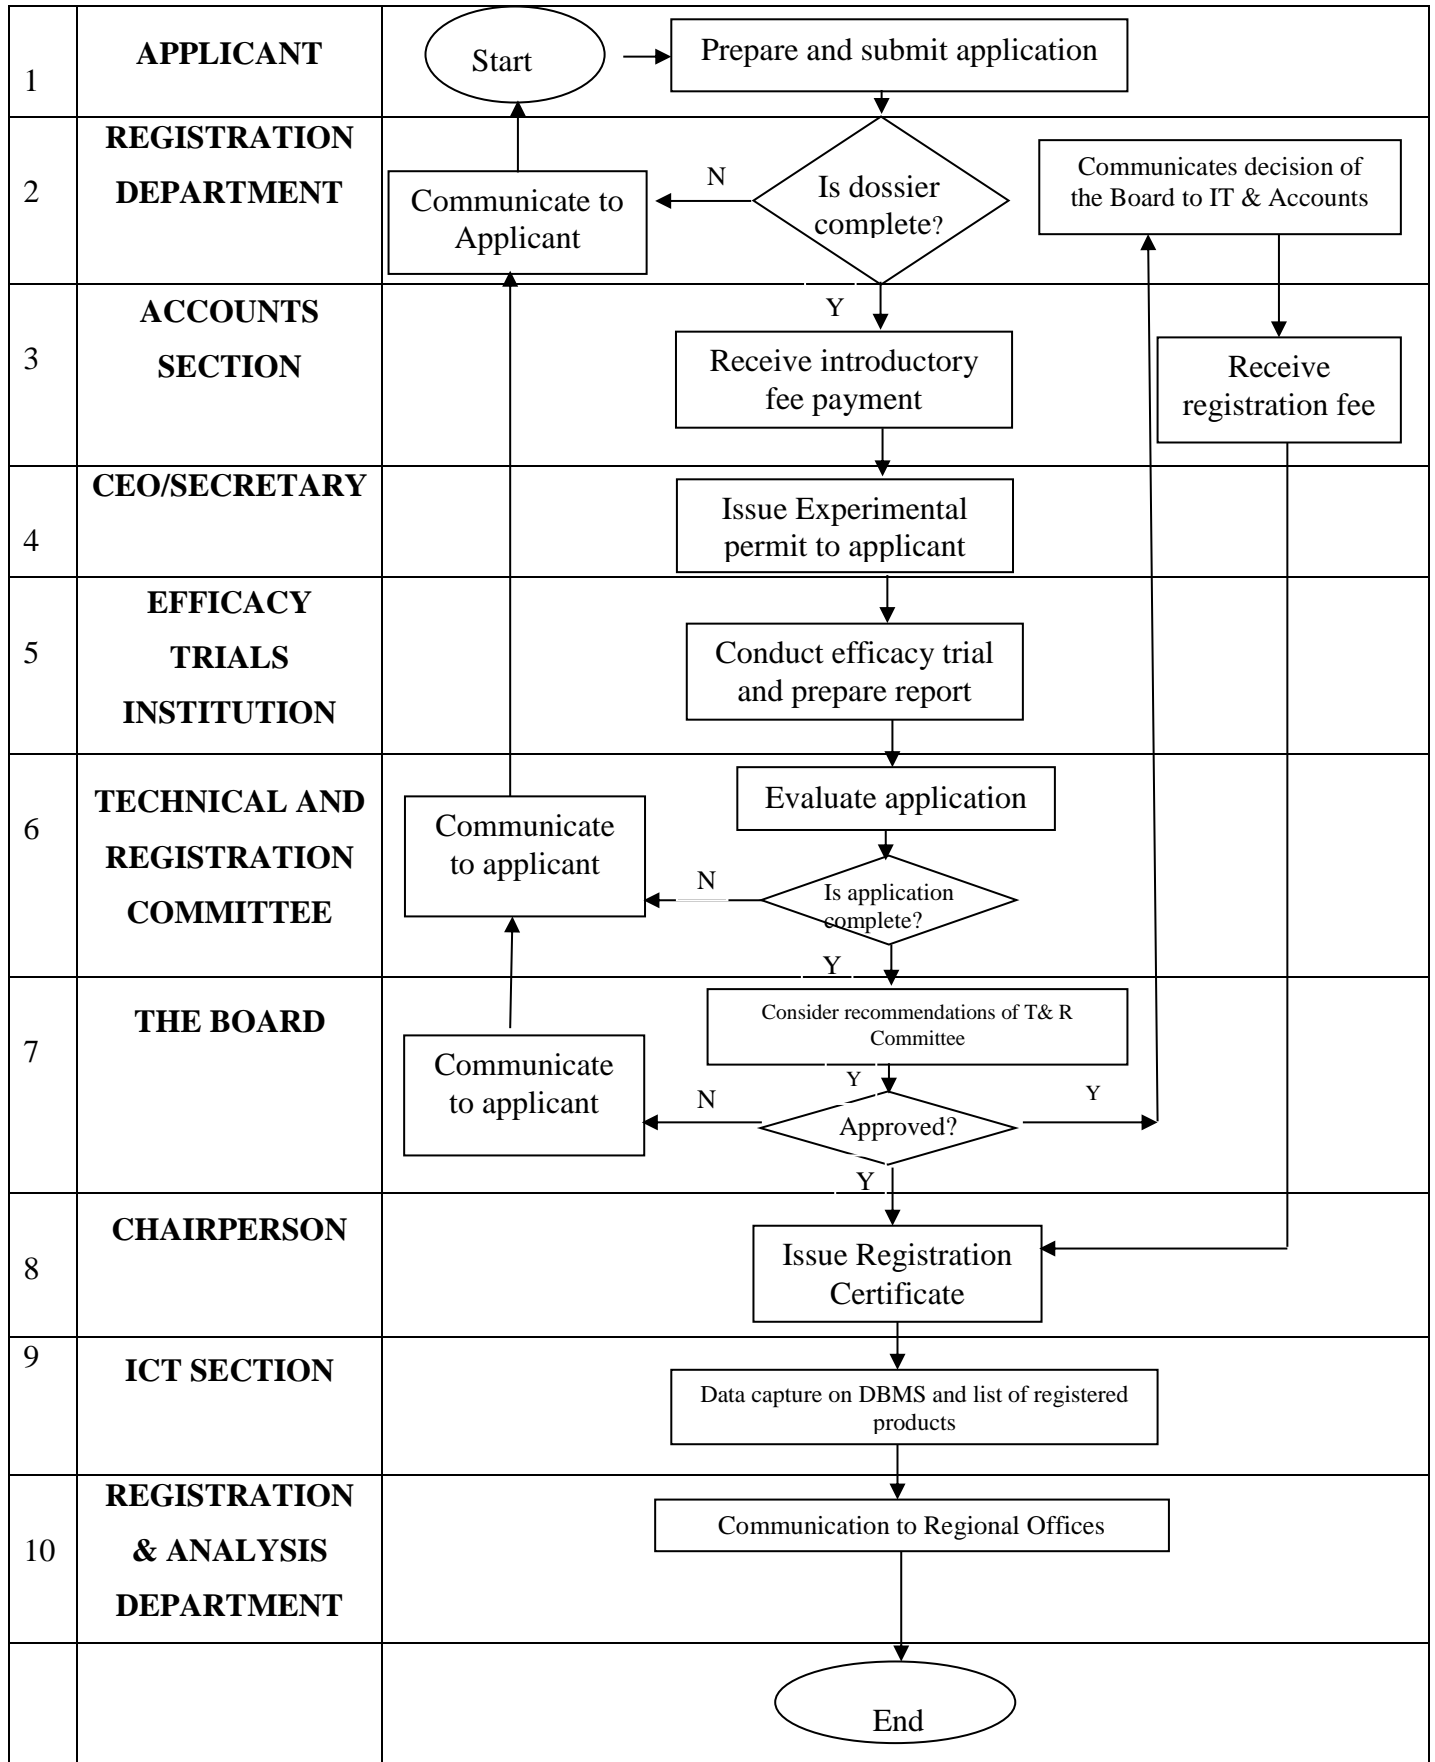 1
APPLICANT
Start
Prepare and submit application
2
REGISTRATION
DEPARTMENT
Communicate to
Applicant
N
Is dossier
complete?
Communicates decision of
the Board to IT & Accounts
3
ACCOUNTS
SECTION
Y
Receive introductory
fee payment
Receive
registration fee
4
CEO/SECRETARY
Issue Experimental
permit to applicant
5
EFFICACY
TRIALS
INSTITUTION
Conduct efficacy trial
and prepare report
6
TECHNICAL AND
REGISTRATION
COMMITTEE
Evaluate application
Communicate
to applicant
N
Is application
complete?
Y
7
THE BOARD
Consider recommendations of T& R
Committee
Communicate
to applicant
N
Y
Approved?
Y
Y
8
CHAIRPERSON
Issue Registration
Certificate
9
ICT SECTION
Data capture on DBMS and list of registered
products
10
REGISTRATION
& ANALYSIS
DEPARTMENT
Communication to Regional Offices
End